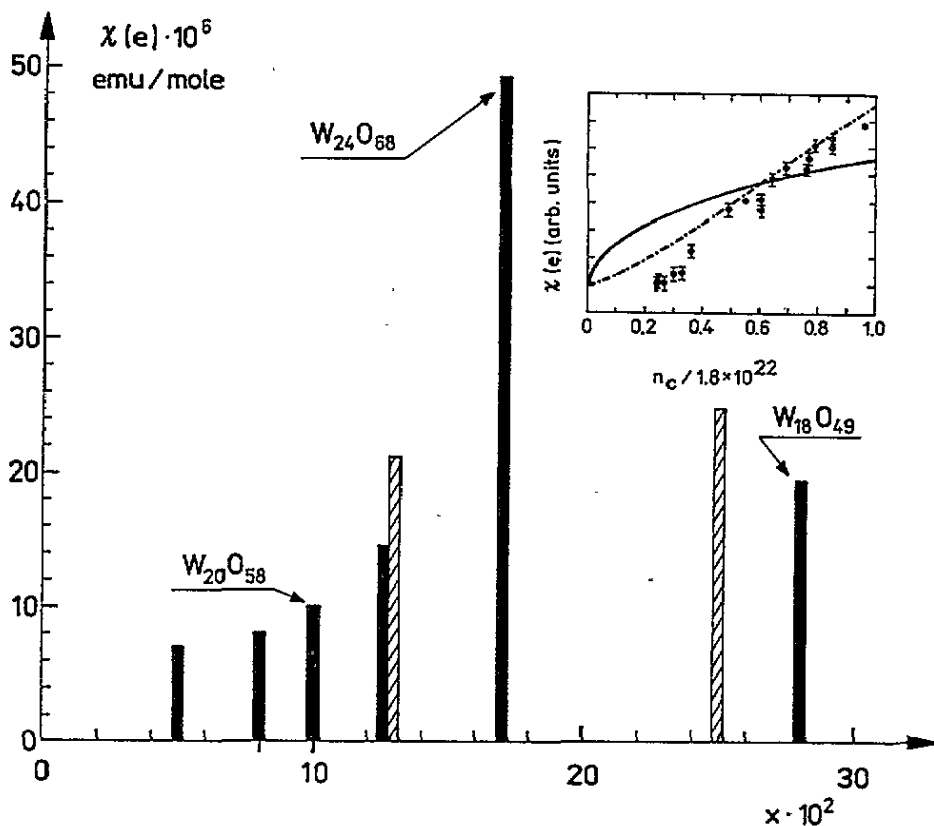 χ(e)·10⁶
emu/mole
50
W₂₄O₆₈
40
30
20
10
0
χ(e) (arb. units)
0 0.2 0.4 0.6 0.8 1.0
n_c / 1.8×10²²
W₁₈O₄₉
W₂₀O₅₈
0 10 20 30
x·10²